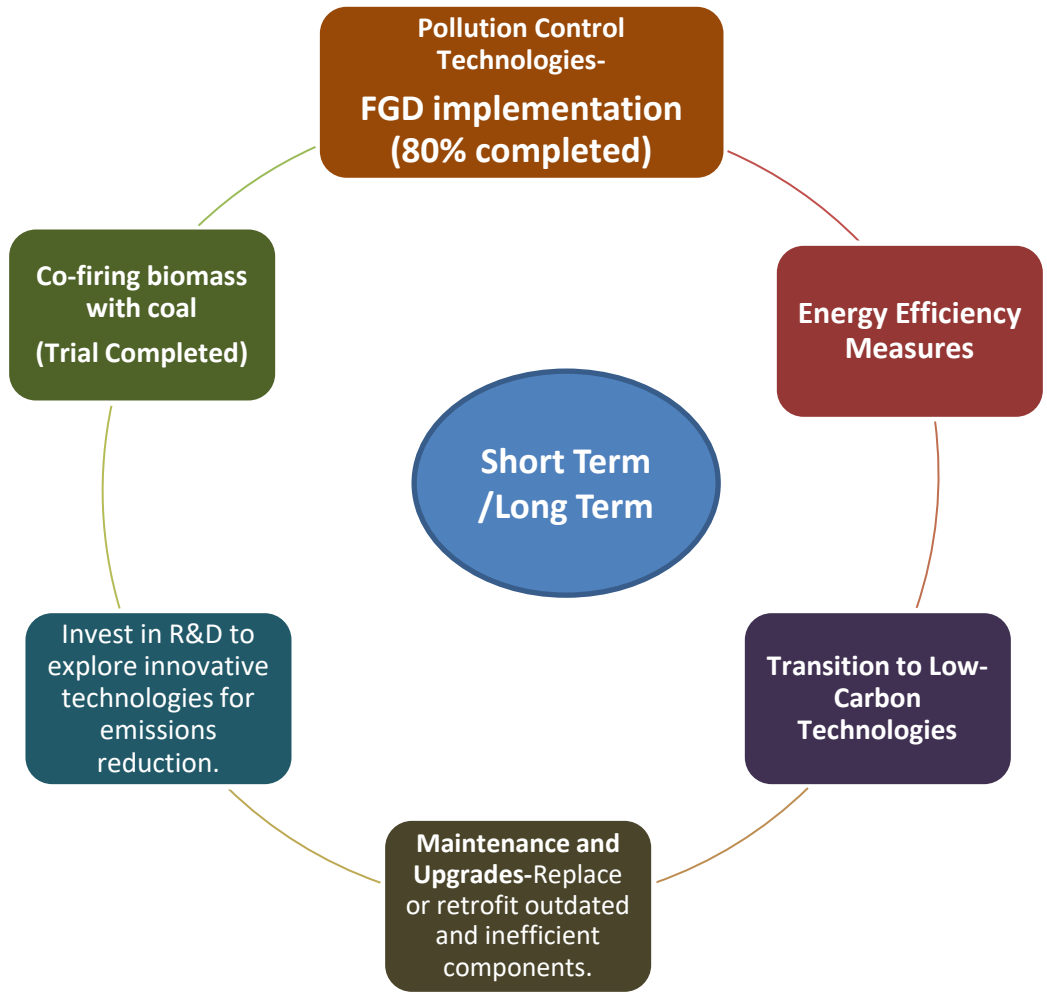 Pollution Control
Technologies-
FGD implementation
(80% completed)
Energy Efficiency
Measures
Transition to Low-
Carbon
Technologies
Maintenance and
Upgrades-Replace
or retrofit outdated
and inefficient
components.
Invest in R&D to
explore innovative
technologies for
emissions
reduction.
Co-firing biomass
with coal
(Trial Completed)
Short Term
/Long Term